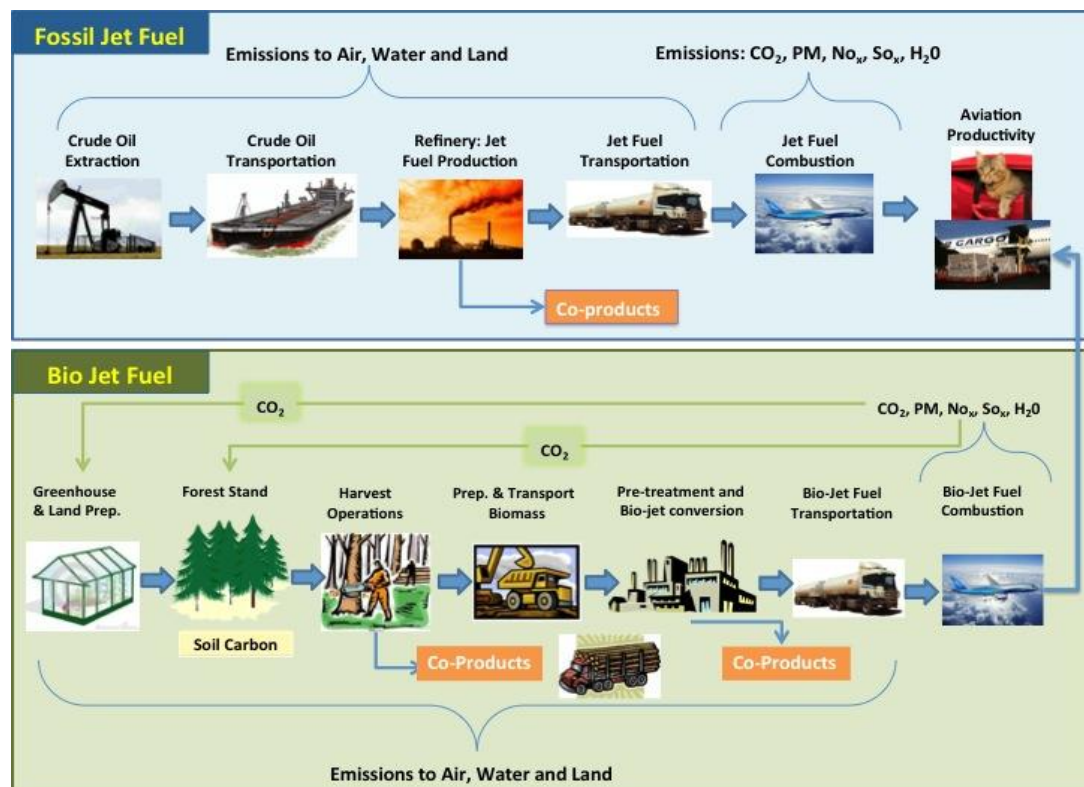 Fossil Jet Fuel
Emissions to Air, Water and Land
Emissions: CO₂, PM, Noₓ, Soₓ, H₂0
Crude Oil
Extraction
Crude Oil
Transportation
Refinery: Jet
Fuel Production
Jet Fuel
Transportation
Jet Fuel
Combustion
Aviation
Productivity
CARGO
Co-products
Bio Jet Fuel
CO₂
CO₂, PM, Noₓ, Soₓ, H₂0
CO₂
Greenhouse
& Land Prep.
Forest Stand
Harvest
Operations
Prep. & Transport
Biomass
Pre-treatment and
Bio-jet conversion
Bio-Jet Fuel
Transportation
Bio-Jet Fuel
Combustion
Soil Carbon
Co-Products
Co-Products
Emissions to Air, Water and Land